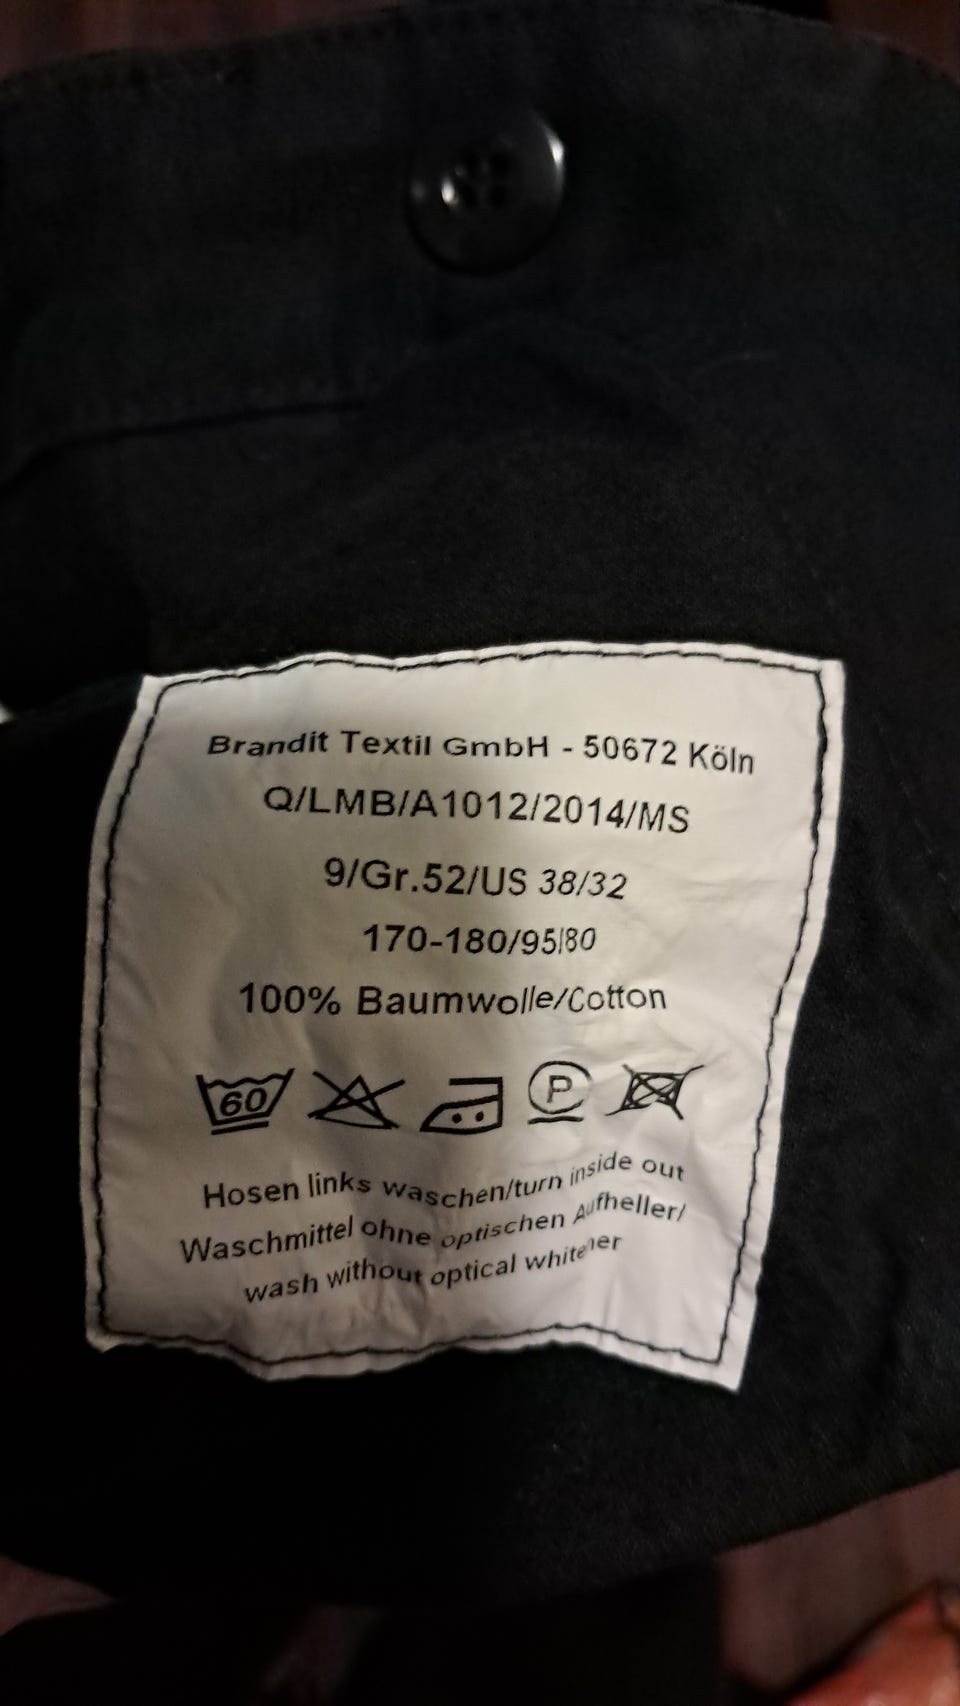 Brandit Textil GmbH - 50672 Köln
Q/LMB/A1012/2014/MS
9/Gr.52/US 38/32
170-180/95/80
100% Baumwolle/Cotton
60 P
Hosen links waschen/turn inside out
Waschmittel ohne optischen Aufheller/
wash without optical whitener